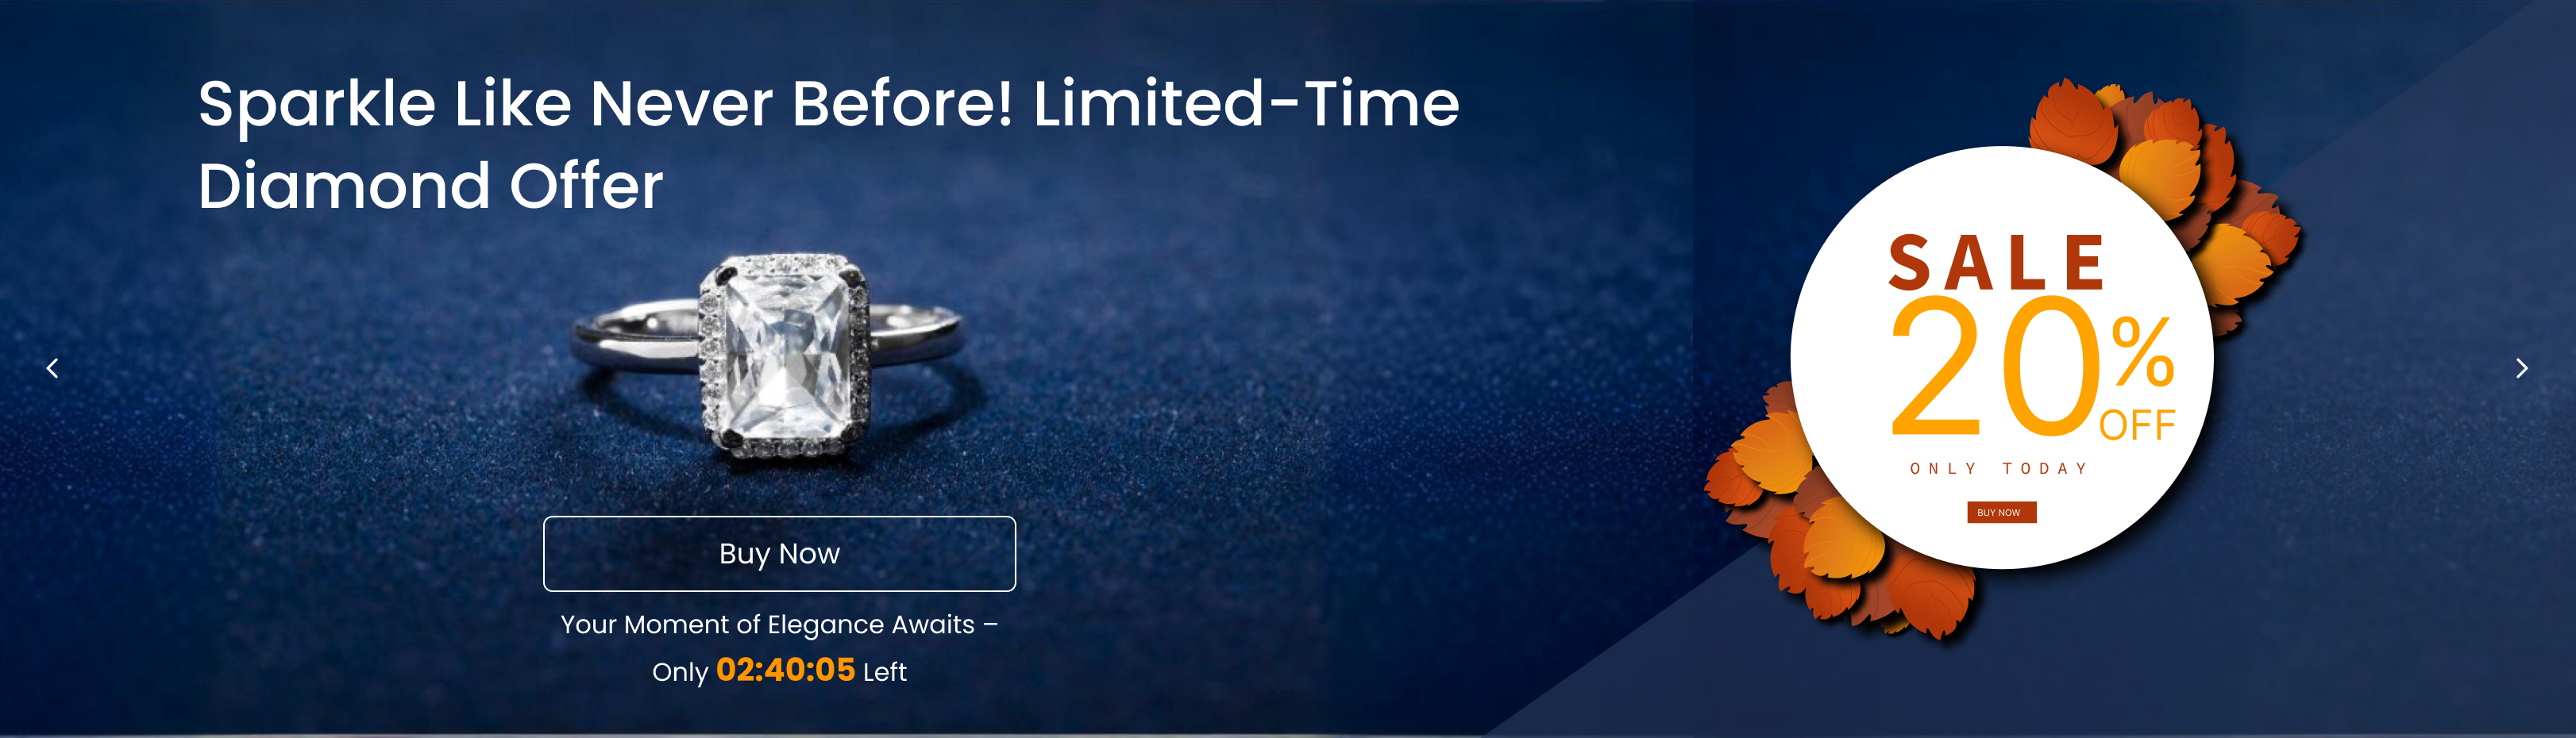 Sparkle Like Never Before! Limited-Time
Diamond Offer
Buy Now
Your Moment of Elegance Awaits –
Only 02:40:05 Left
SALE
20%
OFF
ONLY TODAY
BUY NOW